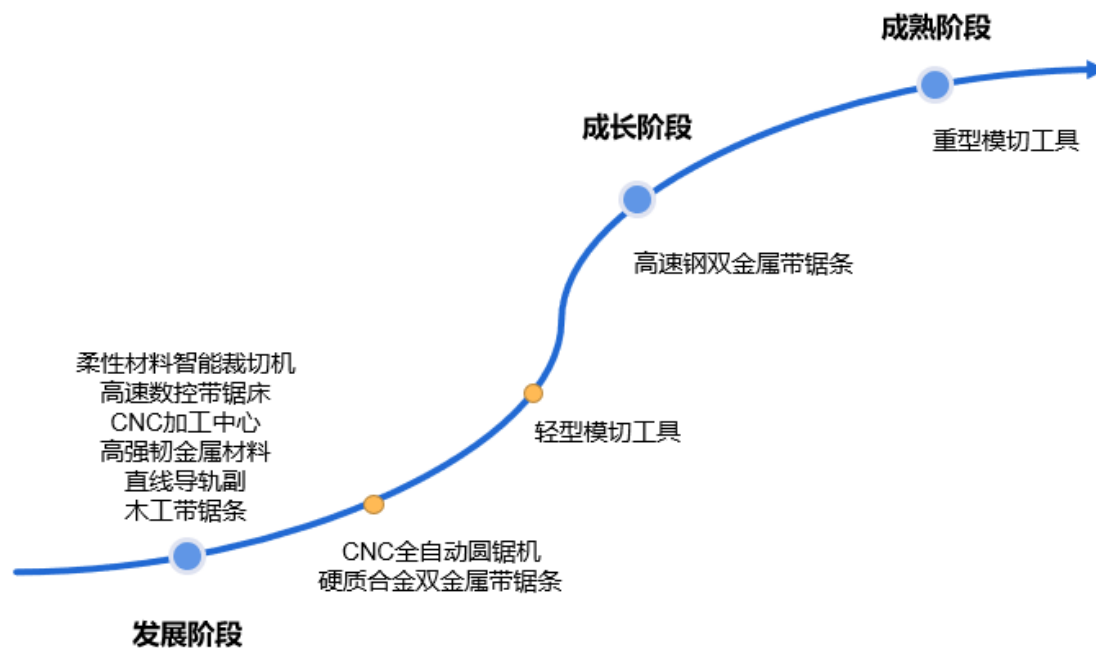 成熟阶段
重型模切工具
成长阶段
高速钢双金属带锯条
柔性材料智能裁切机
高速数控带锯床
CNC加工中心
高强韧金属材料
直线导轨副
木工带锯条
轻型模切工具
CNC全自动圆锯机
硬质合金双金属带锯条
发展阶段